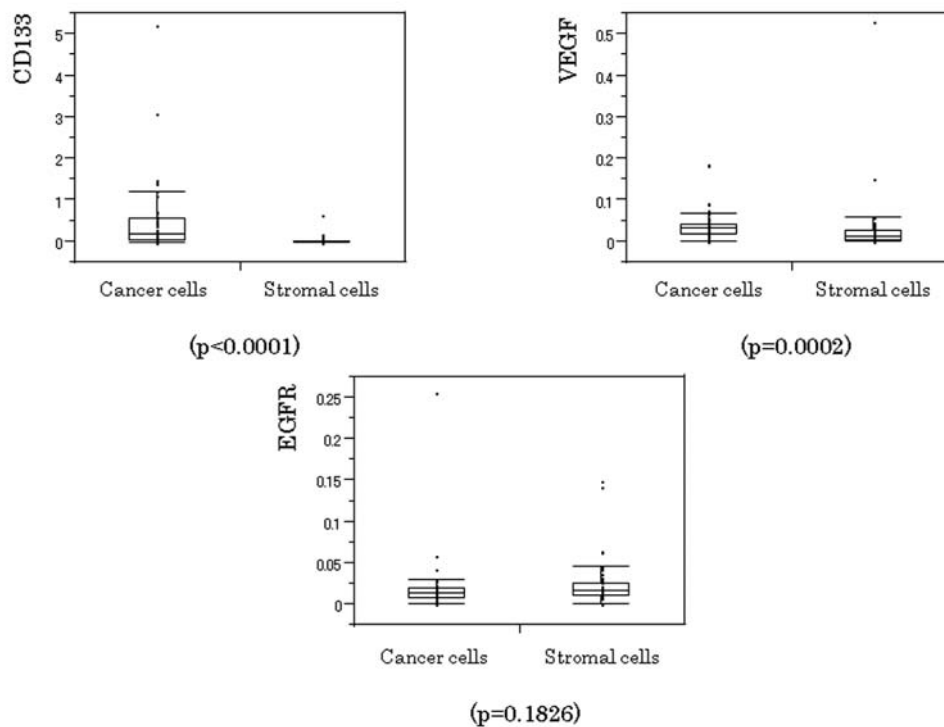 CD133
5
4
3
2
1
0
Cancer cells Stromal cells
(p<0.0001)
VEGF
0.5
0.4
0.3
0.2
0.1
0
Cancer cells Stromal cells
(p=0.0002)
EGFR
0.25
0.2
0.15
0.1
0.05
0
Cancer cells Stromal cells
(p=0.1826)